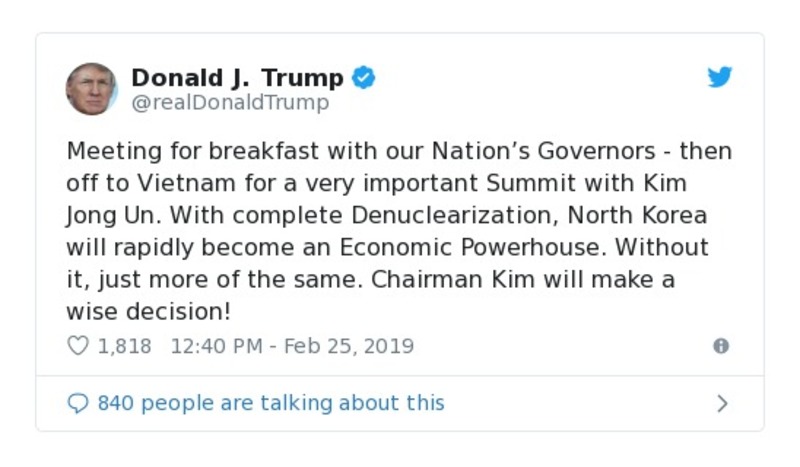 Donald J. Trump
@realDonaldTrump
Meeting for breakfast with our Nation’s Governors - then
off to Vietnam for a very important Summit with Kim
Jong Un. With complete Denuclearization, North Korea
will rapidly become an Economic Powerhouse. Without
it, just more of the same. Chairman Kim will make a
wise decision!
1,818 12:40 PM - Feb 25, 2019
840 people are talking about this